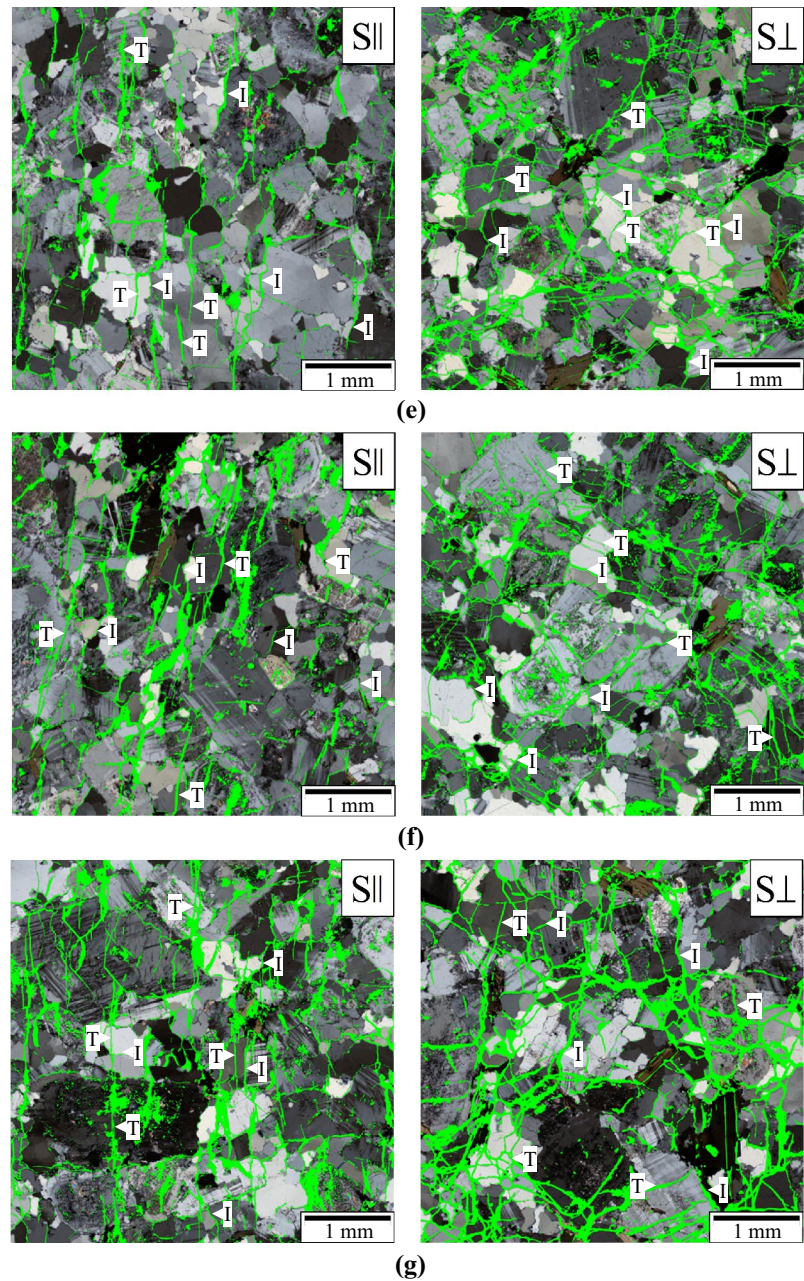 S|| S⊥
T T
I
T
I
T T I
I
T I I
T
T I
I
1 mm 1 mm
(e)
S|| S⊥
T
T
I T T I
T I T
I I I
T
I
T
1 mm 1 mm
(f)
S|| S⊥
T T I
I I
T
T I T I I
T
T
T I
I
1 mm 1 mm
(g)